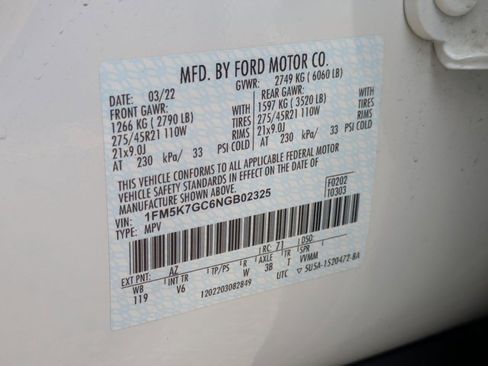 MFD. BY FORD MOTOR CO.
DATE: 03/22 GVWR: 2749 KG ( 6060 LB)
FRONT GAWR: REAR GAWR:
1266 KG ( 2790 LB) WITH 1597 KG ( 3520 LB) WITH
275/45R21 110W TIRES 275/45R21 110W TIRES
21x9.0J RIMS 21x9.0J RIMS
AT 230 kPa/ 33 PSI COLD AT 230 kPa/ 33 PSI COLD
THIS VEHICLE CONFORMS TO ALL APPLICABLE FEDERAL MOTOR
VEHICLE SAFETY STANDARDS IN EFFECT ON THE DATE OF
MANUFACTURE SHOWN ABOVE.
VIN: 1FM5K7GC6NGB02325 F0202
TYPE: MPV T0303
EXT PNT: AZ RC: 71 DSO:
WB INT TR TP/PS R AXLE TR SPR
119 V6 W 3B T VVMM
1202203082849 UTC ▽ 5U5A-1520472-BA